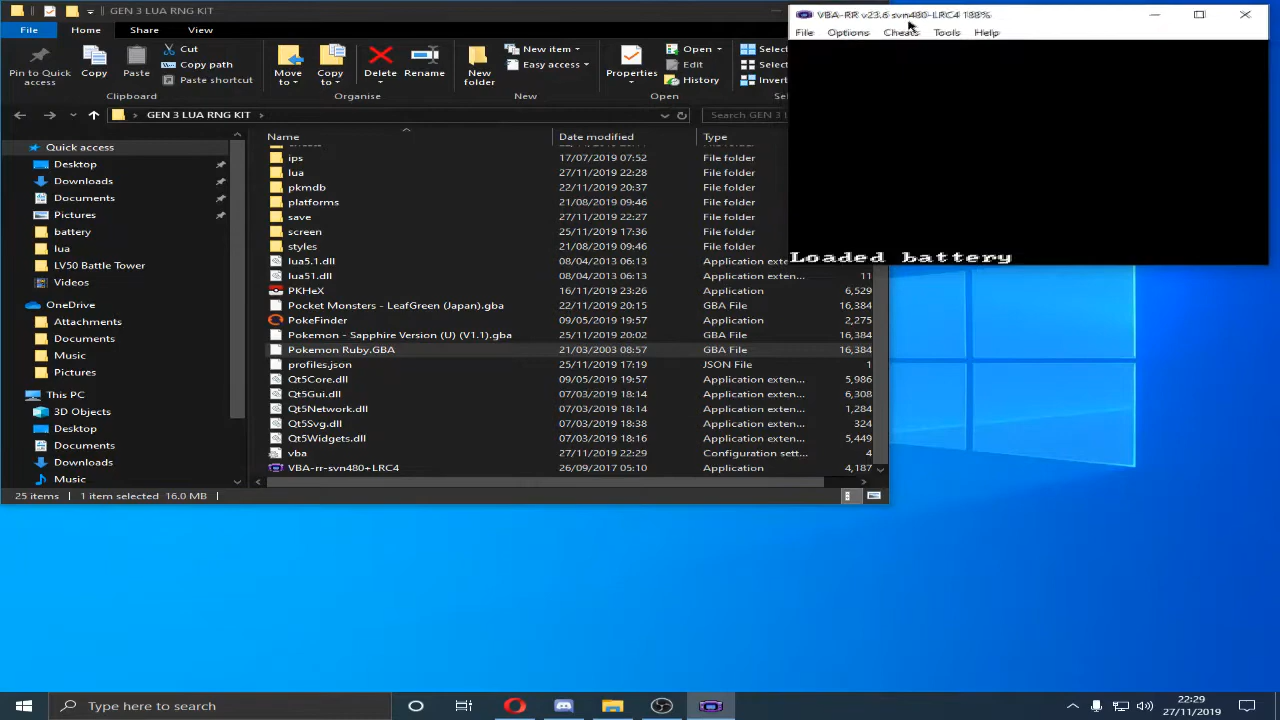 GEN 3 LUA RNG KIT
File
Home
Share
View
Pin to Quick access
Copy
Paste
Cut
Copy path
Paste shortcut
Clipboard
Move to
Copy to
Delete
Rename
Organise
New folder
New item
Easy access
New
Properties
Open
Edit
History
Open
Select
Select
Invert
Sel
GEN 3 LUA RNG KIT
Search GEN 3 L
Name
Date modified
Type
Quick access
Desktop
Downloads
Documents
Pictures
battery
lua
LV50 Battle Tower
Videos
OneDrive
Attachments
Documents
Music
Pictures
This PC
3D Objects
Desktop
Documents
Downloads
Music
ips 17/07/2019 07:52 File folder
lua 27/11/2019 22:28 File folder
pkmdb 22/11/2019 20:37 File folder
platforms 21/08/2019 09:46 File folder
save 27/11/2019 22:27 File folder
screen 25/11/2019 17:36 File folder
styles 21/08/2019 09:46 File folder
lua5.1.dll 08/04/2013 06:13 Application exten...
lua51.dll 08/04/2013 06:13 Application exten... 11
PKHeX 16/11/2019 23:26 Application 6,529
Pocket Monsters - LeafGreen (Japan).gba 22/11/2019 20:15 GBA File 16,384
PokeFinder 09/05/2019 19:57 Application 2,275
Pokemon - Sapphire Version (U) (V1.1).gba 25/11/2019 20:02 GBA File 16,384
Pokemon Ruby.GBA 21/03/2003 08:57 GBA File 16,384
profiles.json 25/11/2019 17:19 JSON File 1
Qt5Core.dll 09/05/2019 19:57 Application exten... 5,986
Qt5Gui.dll 07/03/2019 18:14 Application exten... 6,308
Qt5Network.dll 07/03/2019 18:14 Application exten... 1,284
Qt5Svg.dll 07/03/2019 18:38 Application exten... 324
Qt5Widgets.dll 07/03/2019 18:16 Application exten... 5,449
vba 27/11/2019 22:29 Configuration sett... 4
VBA-rr-svn480+LRC4 26/09/2017 05:10 Application 4,187
25 items 1 item selected 16.0 MB
VBA-RR v23.6 svn480-LRC4
File Options Cheats Tools Help
Loaded battery
Type here to search
22:29
27/11/2019